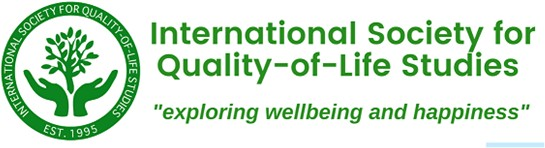 INTERNATIONAL SOCIETY FOR QUALITY-OF-LIFE STUDIES
EST. 1995
International Society for
Quality-of-Life Studies
"exploring wellbeing and happiness"